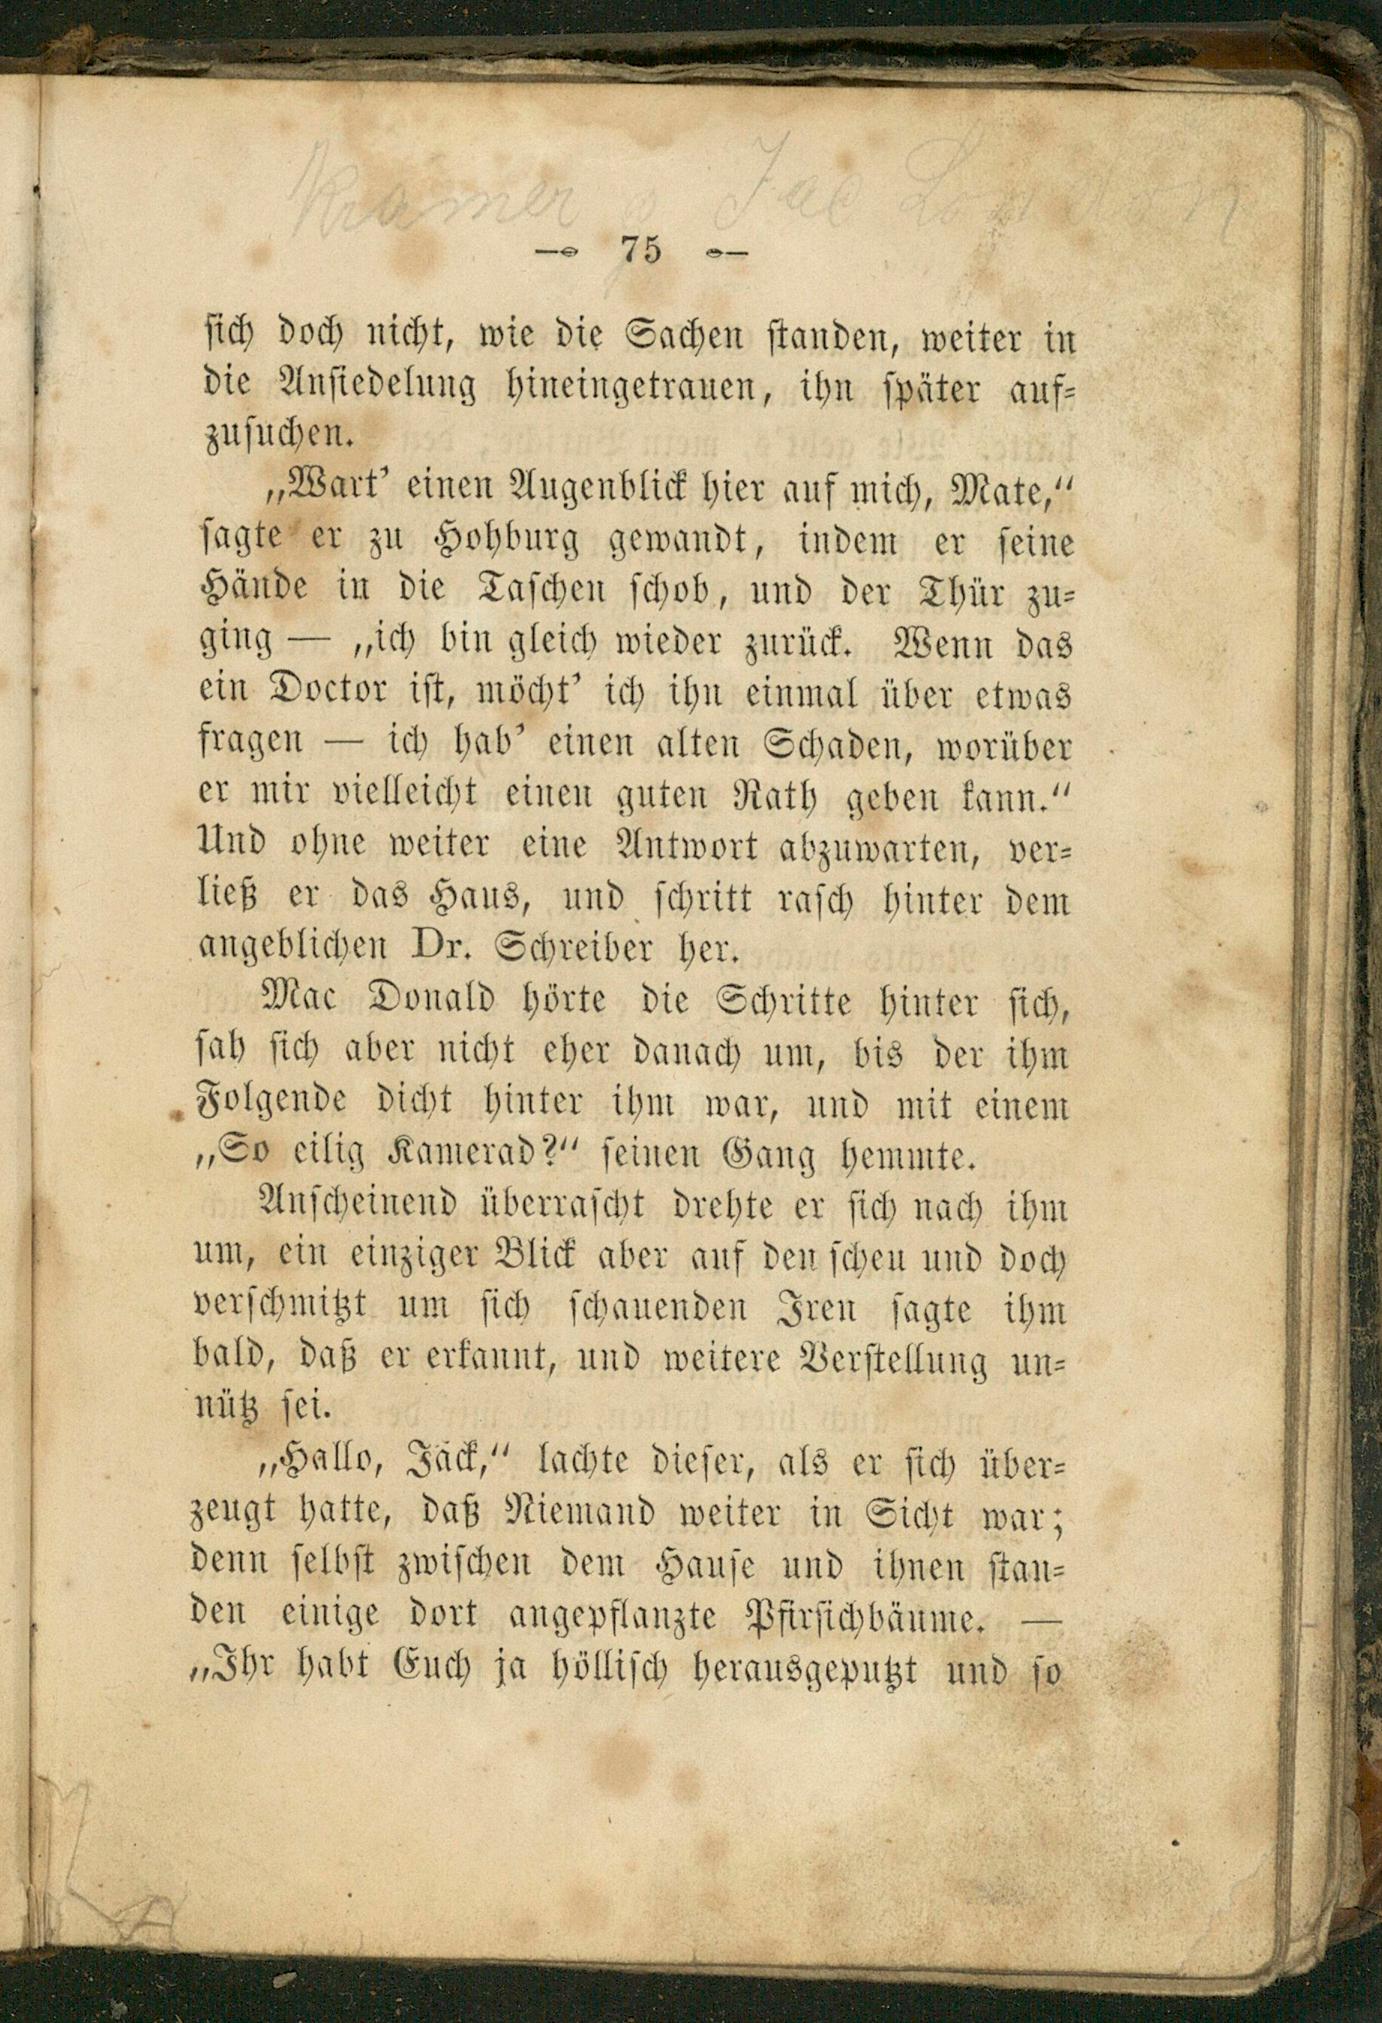 Kramer Jac London
— 75 —
sich doch nicht, wie die Sachen standen, weiter in
die Ansiedelung hineingetrauen, ihn später auf-
zusuchen.
„Wart’ einen Augenblick hier auf mich, Mate,“
sagte er zu Hohburg gewandt, indem er seine
Hände in die Taschen schob, und der Thür zu-
ging — „ich bin gleich wieder zurück. Wenn das
ein Doctor ist, möcht’ ich ihn einmal über etwas
fragen — ich hab’ einen alten Schaden, worüber
er mir vielleicht einen guten Rath geben kann.“
Und ohne weiter eine Antwort abzuwarten, ver-
ließ er das Haus, und schritt rasch hinter dem
angeblichen Dr. Schreiber her.
Mac Donald hörte die Schritte hinter sich,
sah sich aber nicht eher danach um, bis der ihm
Folgende dicht hinter ihm war, und mit einem
„So eilig Kamerad?“ seinen Gang hemmte.
Anscheinend überrascht drehte er sich nach ihm
um, ein einziger Blick aber auf den scheu und doch
verschmitzt um sich schauenden Iren sagte ihm
bald, daß er erkannt, und weitere Verstellung un-
nütz sei.
„Hallo, Jäck,“ lachte dieser, als er sich über-
zeugt hatte, daß Niemand weiter in Sicht war;
denn selbst zwischen dem Hause und ihnen stan-
den einige dort angepflanzte Pfirsichbäume. —
„Ihr habt Euch ja höllisch herausgeputzt und so